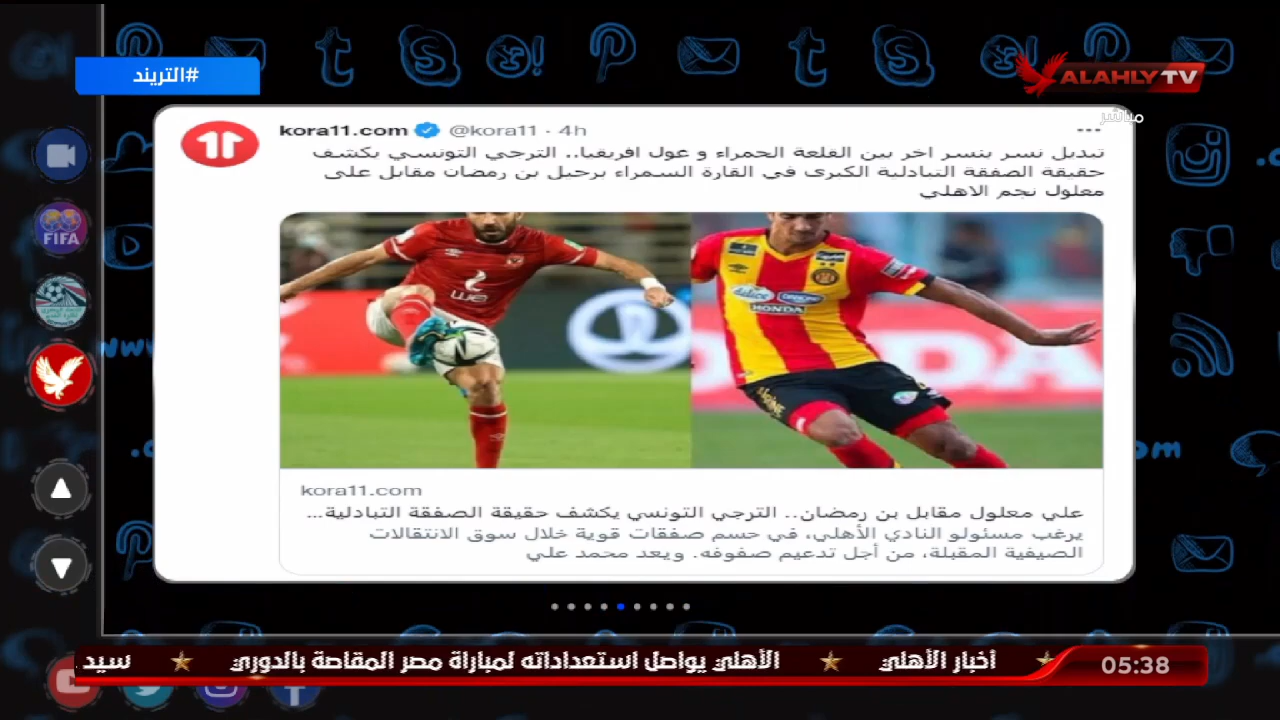 #التريند
ALAHLY TV
مباشر
kora11.com @kora11 · 4h
تبديل نسر بنسر اخر بين القلعة الحمراء و غول افريقيا.. الترجي التونسي يكشف
حقيقة الصفقة التبادلية الكبرى في القارة السمراء برحيل بن رمضان مقابل على
معلول نجم الاهلي
FIFA
HONDA
kora11.com
علي معلول مقابل بن رمضان.. الترجي التونسي يكشف حقيقة الصفقة التبادلية...
يرغب مسئولو النادي الأهلي، في حسم صفقات قوية خلال سوق الانتقالات
الصيفية المقبلة، من أجل تدعيم صفوفه. ويعد محمد علي
أخبار الأهلي ★ الأهلي يواصل استعداداته لمباراة مصر المقاصة بالدوري ★ سيد
05:38